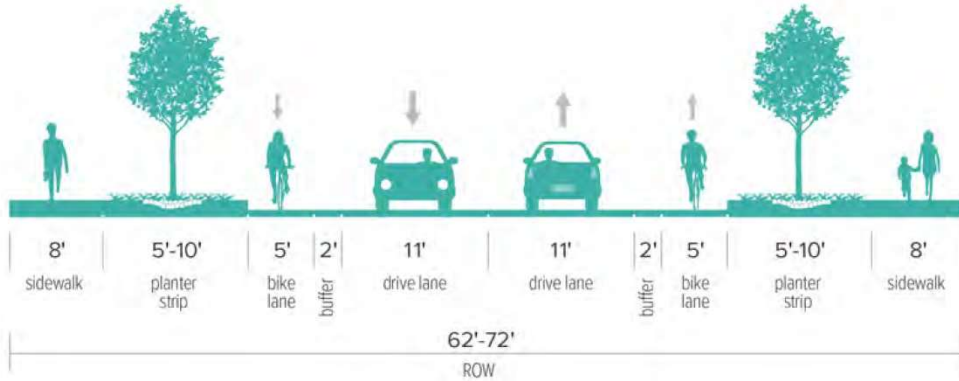 8' 5'-10' 5' 2' 11' 11' 2' 5' 5'-10' 8'
sidewalk planter strip bike lane buffer drive lane drive lane buffer bike lane planter strip sidewalk
62'-72'
ROW